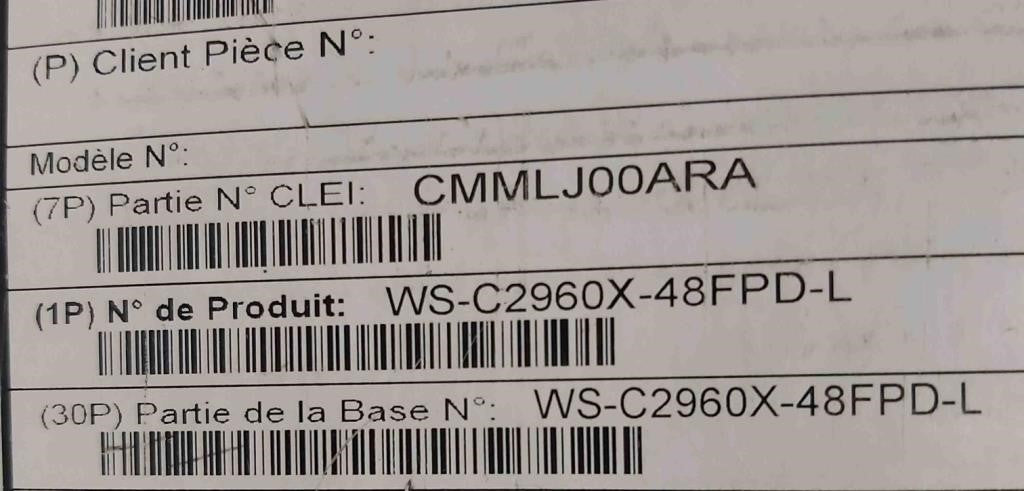 (P) Client Pièce N°:
Modèle N°:
(7P) Partie N° CLEI: CMMLJ00ARA
(1P) N° de Produit: WS-C2960X-48FPD-L
(30P) Partie de la Base N°: WS-C2960X-48FPD-L